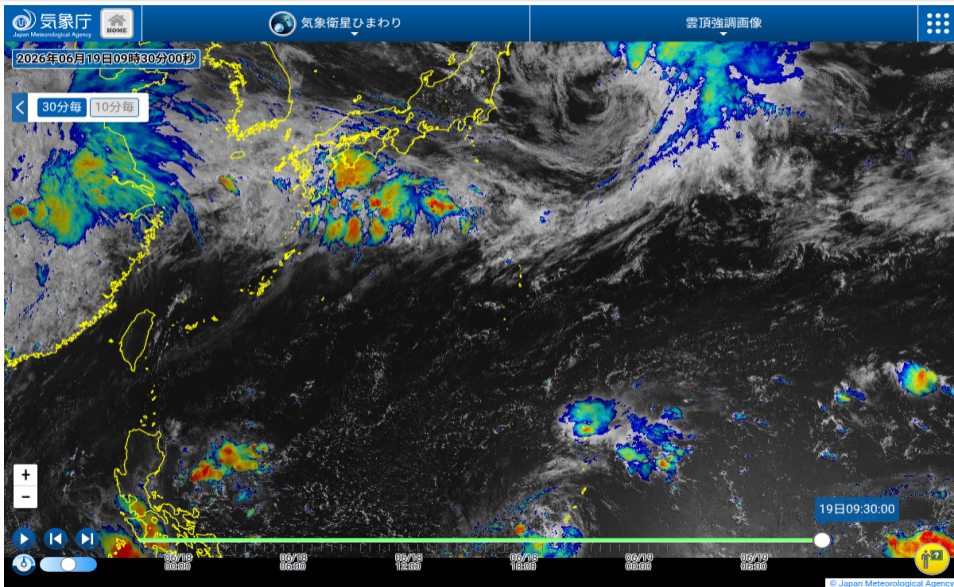 気象庁
Japan Meteorological Agency
HOME
気象衛星ひまわり
雲頂強調画像
2026年06月19日09時30分00秒
30分毎
10分毎
+
−
19日09:30:00
06/18 00:00
06/18 06:00
06/18 12:00
06/18 18:00
06/19 00:00
06/19 06:00
© Japan Meteorological Agency